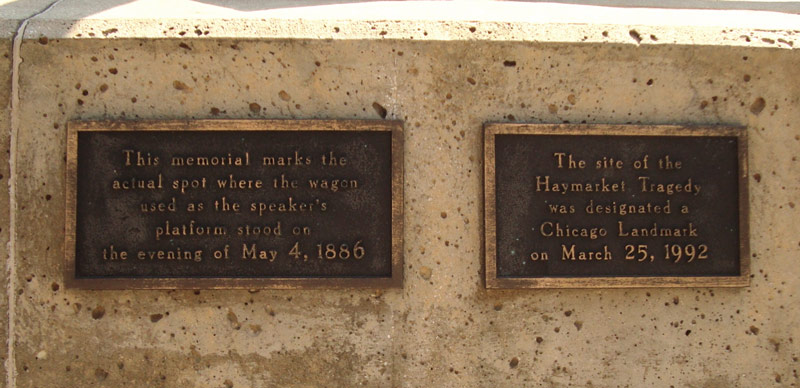 This memorial marks the
actual spot where the wagon
used as the speaker's
platform stood on
the evening of May 4, 1886
The site of the
Haymarket Tragedy
was designated a
Chicago Landmark
on March 25, 1992